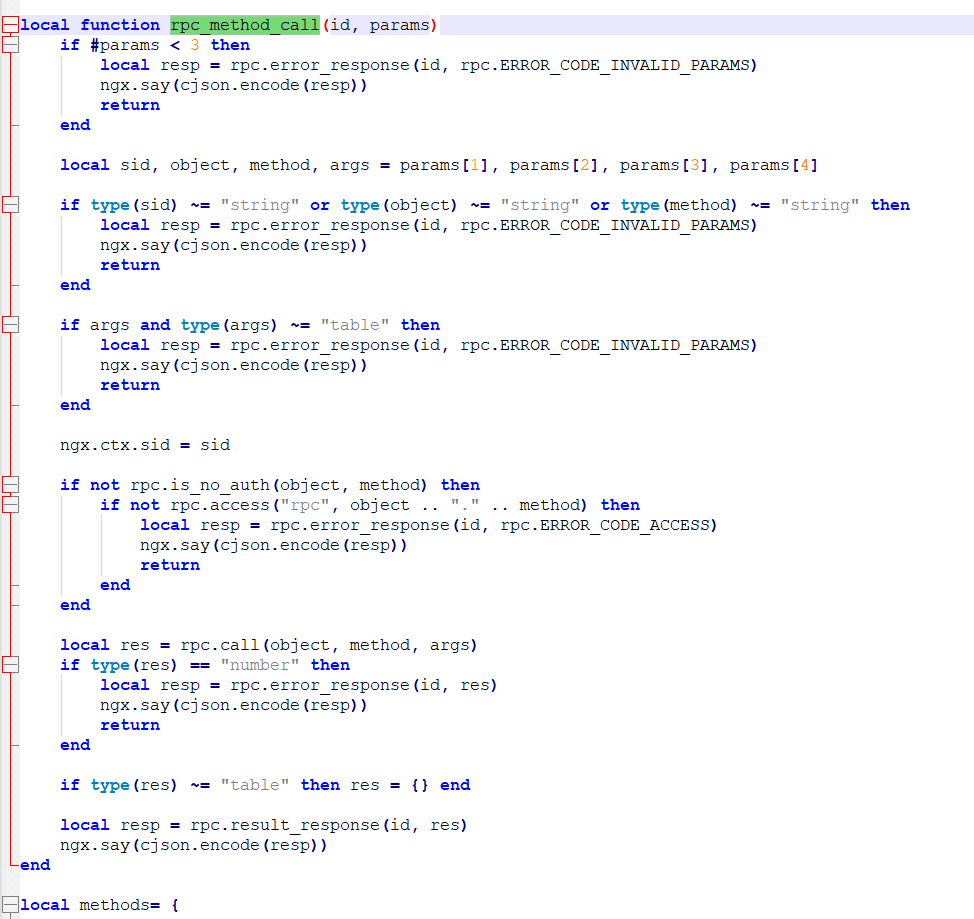 local function rpc_method_call(id, params)
    if #params < 3 then
        local resp = rpc.error_response(id, rpc.ERROR_CODE_INVALID_PARAMS)
        ngx.say(cjson.encode(resp))
        return
    end

    local sid, object, method, args = params[1], params[2], params[3], params[4]

    if type(sid) ~= "string" or type(object) ~= "string" or type(method) ~= "string" then
        local resp = rpc.error_response(id, rpc.ERROR_CODE_INVALID_PARAMS)
        ngx.say(cjson.encode(resp))
        return
    end

    if args and type(args) ~= "table" then
        local resp = rpc.error_response(id, rpc.ERROR_CODE_INVALID_PARAMS)
        ngx.say(cjson.encode(resp))
        return
    end

    ngx.ctx.sid = sid

    if not rpc.is_no_auth(object, method) then
        if not rpc.access("rpc", object .. "." .. method) then
            local resp = rpc.error_response(id, rpc.ERROR_CODE_ACCESS)
            ngx.say(cjson.encode(resp))
            return
        end
    end

    local res = rpc.call(object, method, args)
    if type(res) == "number" then
        local resp = rpc.error_response(id, res)
        ngx.say(cjson.encode(resp))
        return
    end

    if type(res) ~= "table" then res = {} end

    local resp = rpc.result_response(id, res)
    ngx.say(cjson.encode(resp))
end

local methods= {